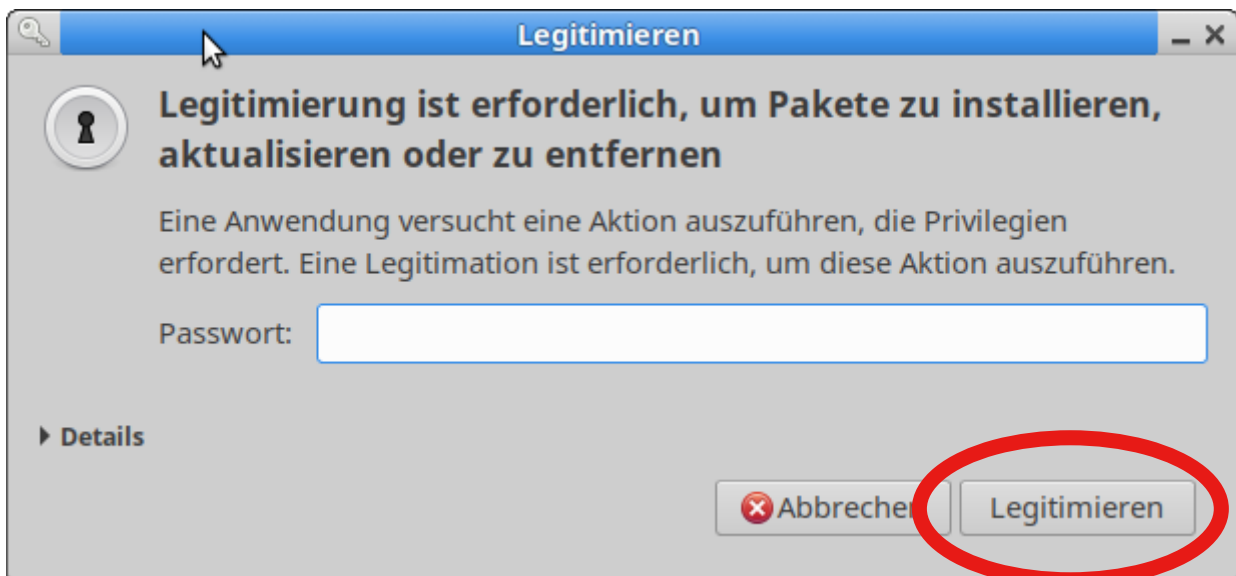 Legitimieren
Legitimierung ist erforderlich, um Pakete zu installieren,
aktualisieren oder zu entfernen
Eine Anwendung versucht eine Aktion auszuführen, die Privilegien
erfordert. Eine Legitimation ist erforderlich, um diese Aktion auszuführen.
Passwort:
Details
Abbrechen Legitimieren